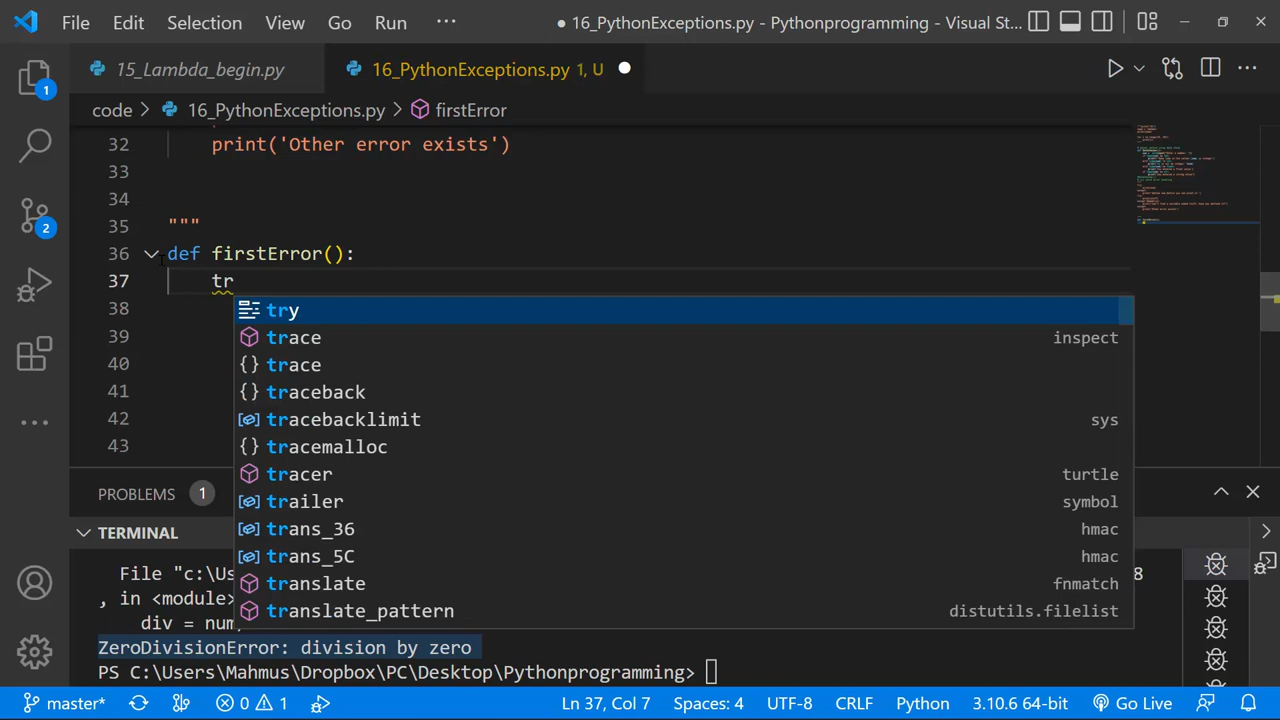 File Edit Selection View Go Run ··· ● 16_PythonExceptions.py - Pythonprogramming - Visual St...
15_Lambda_begin.py 16_PythonExceptions.py 1, U
code > 16_PythonExceptions.py > firstError
32 print('Other error exists')
33
34
35 """
36 def firstError():
37 tr
38 try
39 trace inspect
40 trace
41 traceback
42 tracebacklimit sys
43 tracemalloc
tracer turtle
trailer symbol
trans_36 hmac
trans_5C hmac
translate fnmatch
translate_pattern distutils.filelist
1
PROBLEMS 1
TERMINAL
File "c:\Us 8
, in <module>
div = num
ZeroDivisionError: division by zero
PS C:\Users\Mahmus\Dropbox\PC\Desktop\Pythonprogramming>
2
master* 0 1 Ln 37, Col 7 Spaces: 4 UTF-8 CRLF Python 3.10.6 64-bit Go Live